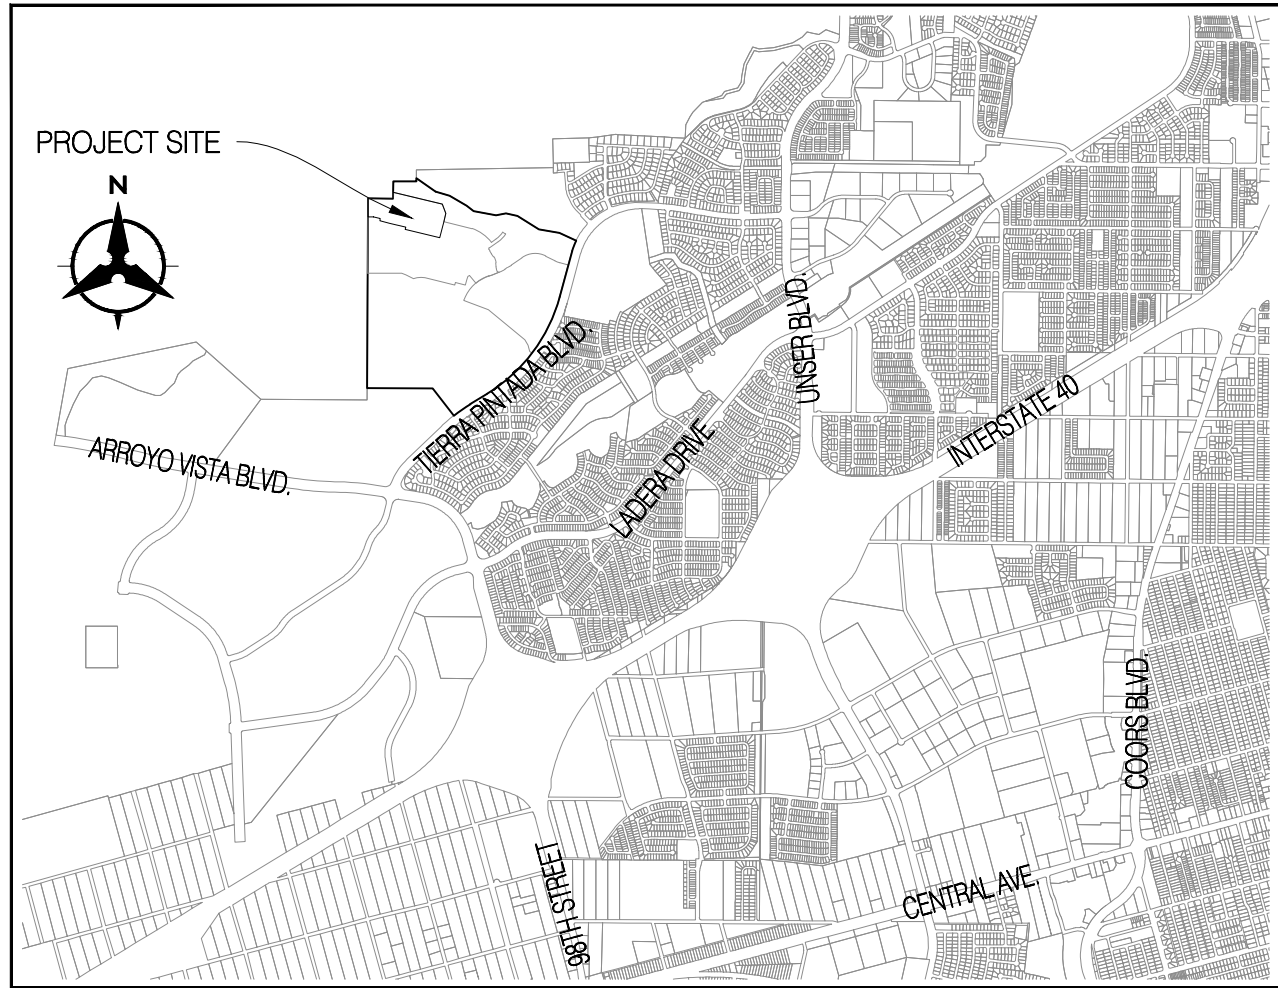 PROJECT SITE
N
UNSER BLVD.
TIERRA PINTADA BLVD.
INTERSTATE 40
ARROYO VISTA BLVD.
LADERA DRIVE
COORS BLVD.
98TH STREET
CENTRAL AVE.